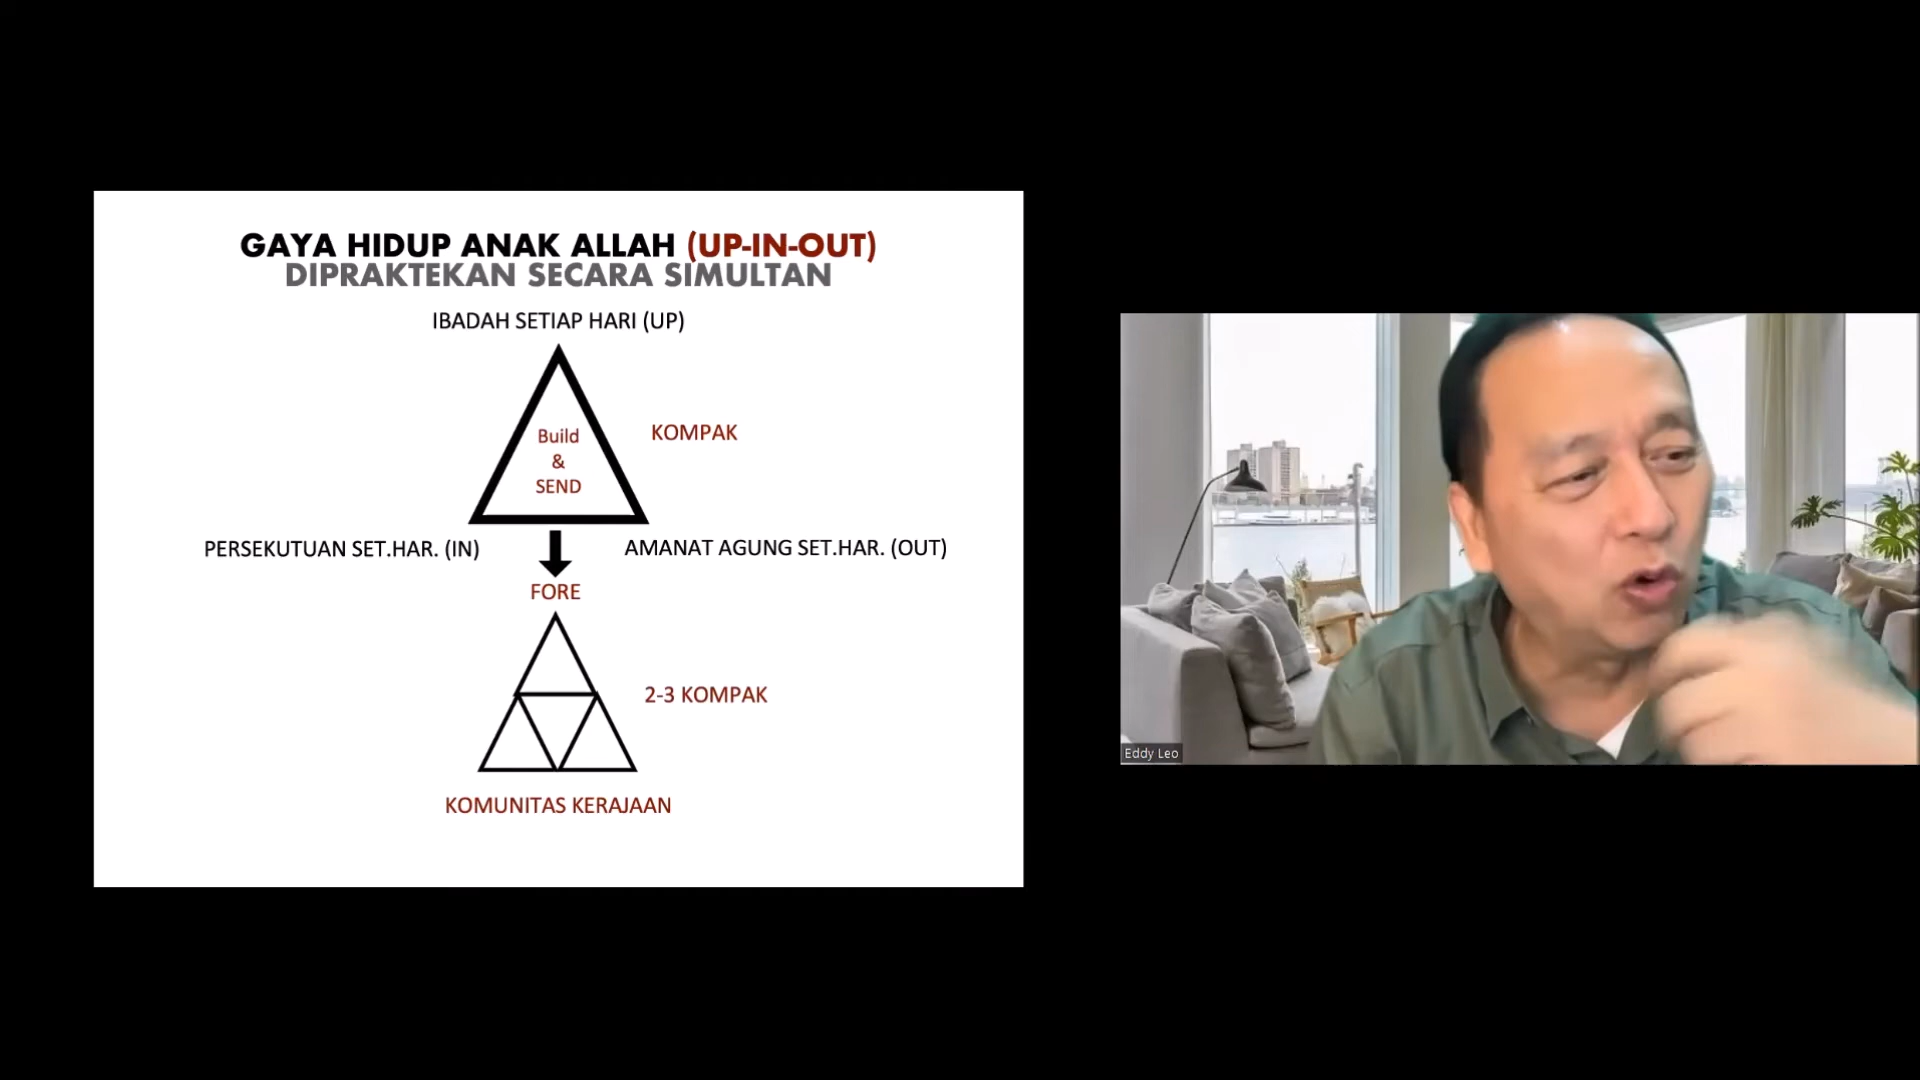 GAYA HIDUP ANAK ALLAH (UP-IN-OUT)
DIPRAKTEKAN SECARA SIMULTAN
IBADAH SETIAP HARI (UP)
Build
&
SEND
KOMPAK
PERSEKUTUAN SET.HAR. (IN)
AMANAT AGUNG SET.HAR. (OUT)
FORE
2-3 KOMPAK
KOMUNITAS KERAJAAN
Eddy Leo